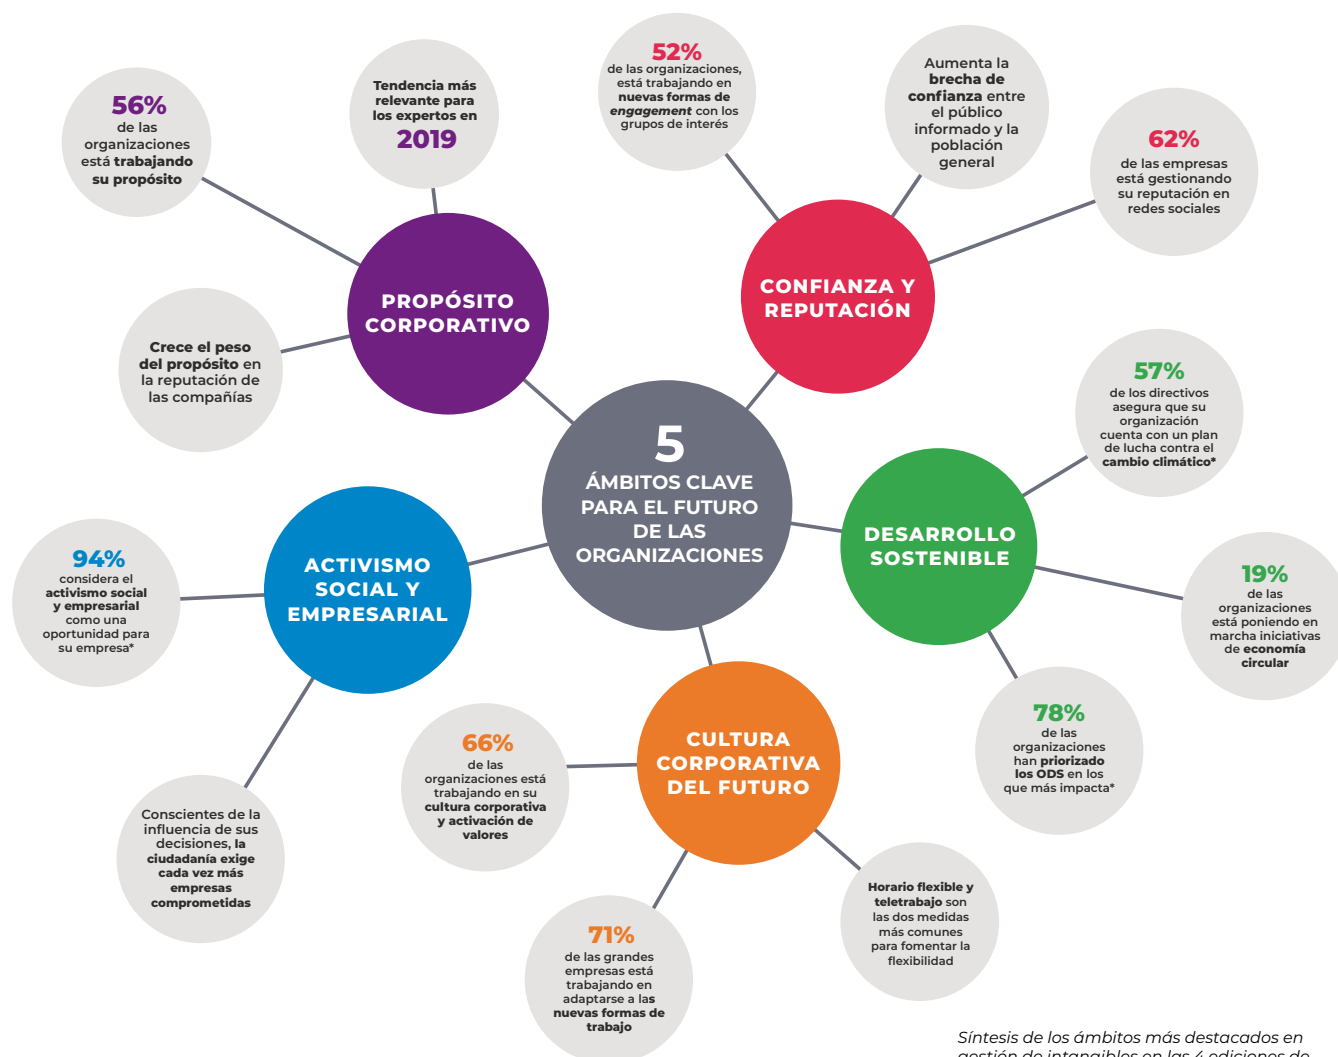 56%
de las
organizaciones
está trabajando
su propósito
Tendencia más
relevante para
los expertos en
2019
Crece el peso
del propósito en
la reputación de
las compañías
PROPÓSITO
CORPORATIVO
52%
de las organizaciones,
está trabajando en
nuevas formas de
engagement con los
grupos de interés
Aumenta la
brecha de
confianza entre
el público
informado y la
población
general
62%
de las empresas
está gestionando
su reputación en
redes sociales
CONFIANZA Y
REPUTACIÓN
5
ÁMBITOS CLAVE
PARA EL FUTURO
DE LAS
ORGANIZACIONES
57%
de los directivos
asegura que su
organización
cuenta con un plan
de lucha contra el
cambio climático*
DESARROLLO
SOSTENIBLE
19%
de las
organizaciones
está poniendo en
marcha iniciativas
de economía
circular
78%
de las
organizaciones
han priorizado
los ODS en los
que más impacta*
94%
considera el
activismo social
y empresarial
como una
oportunidad para
su empresa*
ACTIVISMO
SOCIAL Y
EMPRESARIAL
Conscientes de la
influencia de sus
decisiones, la
ciudadanía exige
cada vez más
empresas
comprometidas
66%
de las
organizaciones está
trabajando en su
cultura corporativa
y activación de
valores
CULTURA
CORPORATIVA
DEL FUTURO
71%
de las grandes
empresas está
trabajando en
adaptarse a las
nuevas formas de
trabajo
Horario flexible y
teletrabajo son
las dos medidas
más comunes
para fomentar la
flexibilidad
Síntesis de los ámbitos más destacados en
gestión de intangibles en las 4 ediciones de